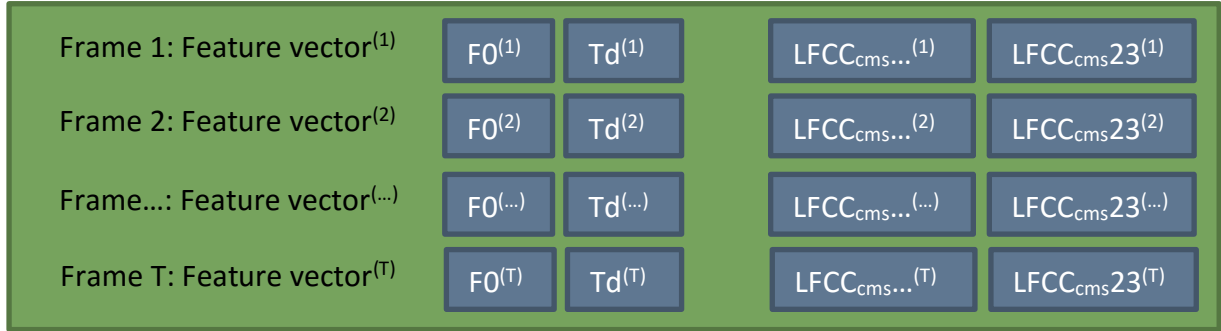 Frame 1: Feature vector⁽¹⁾ F0⁽¹⁾ Td⁽¹⁾ LFCCcms...⁽¹⁾ LFCCcms23⁽¹⁾
Frame 2: Feature vector⁽²⁾ F0⁽²⁾ Td⁽²⁾ LFCCcms...⁽²⁾ LFCCcms23⁽²⁾
Frame...: Feature vector⁽...⁾ F0⁽...⁾ Td⁽...⁾ LFCCcms...⁽...⁾ LFCCcms23⁽...⁾
Frame T: Feature vector⁽ᵀ⁾ F0⁽ᵀ⁾ Td⁽ᵀ⁾ LFCCcms...⁽ᵀ⁾ LFCCcms23⁽ᵀ⁾